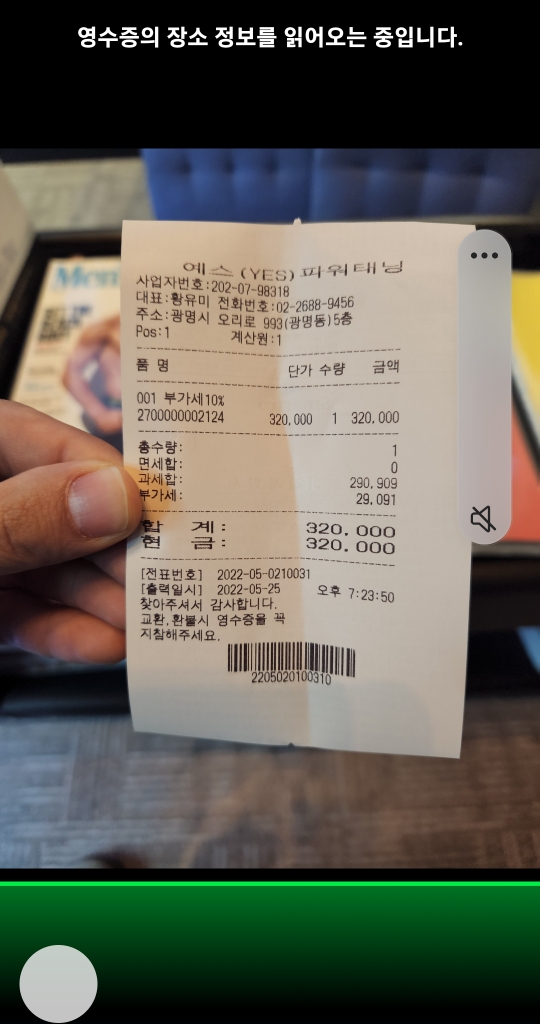 영수증의 장소 정보를 읽어오는 중입니다.
Men
예스 (YES) 파워태닝
사업자번호:202-07-98318
대표:황유미 전화번호:02-2688-9456
주소:광명시 오리로 993(광명동)5층
Pos:1 계산원:1
품 명 단가 수량 금액
001 부가세10%
2700000002124 320,000 1 320,000
총수량: 1
면세합: 0
과세합: 290,909
부가세: 29,091
합 계: 320,000
현 금: 320,000
[전표번호] 2022-05-0210031
[출력일시] 2022-05-25 오후 7:23:50
찾아주셔서 감사합니다.
교환,환불시 영수증을 꼭
지참해주세요.
2205020100310